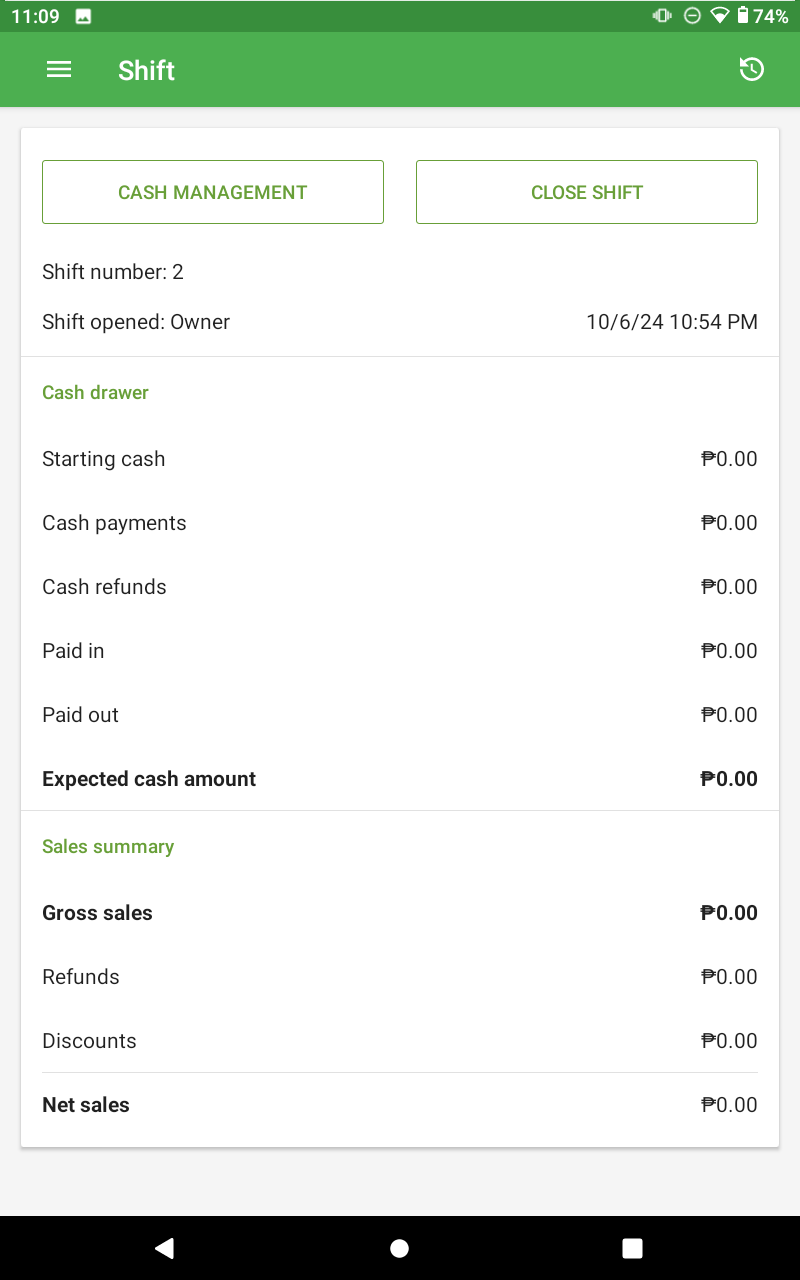 11:09 74%
Shift
CASH MANAGEMENT CLOSE SHIFT
Shift number: 2
Shift opened: Owner 10/6/24 10:54 PM
Cash drawer
Starting cash ₱0.00
Cash payments ₱0.00
Cash refunds ₱0.00
Paid in ₱0.00
Paid out ₱0.00
Expected cash amount ₱0.00
Sales summary
Gross sales ₱0.00
Refunds ₱0.00
Discounts ₱0.00
Net sales ₱0.00